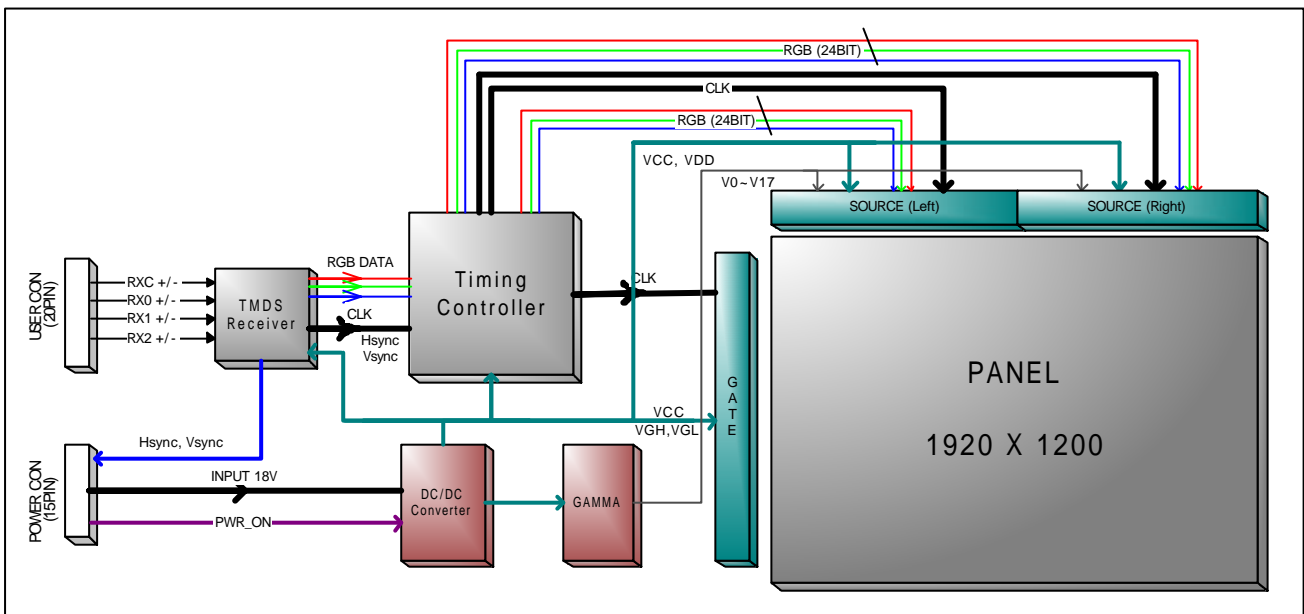 RGB (24BIT)
CLK
RGB (24BIT)
VCC, VDD
V0~V17
SOURCE (Left)
SOURCE (Right)
USER CON
(20PIN)
RXC +/-
RX0 +/-
RX1 +/-
RX2 +/-
TMDS
Receiver
RGB DATA
CLK
Hsync
Vsync
Timing
Controller
CLK
GATE
PANEL
1920 X 1200
VCC
VGH,VGL
Hsync, Vsync
POWER CON
(15PIN)
INPUT 18V
PWR_ON
DC/DC
Converter
GAMMA